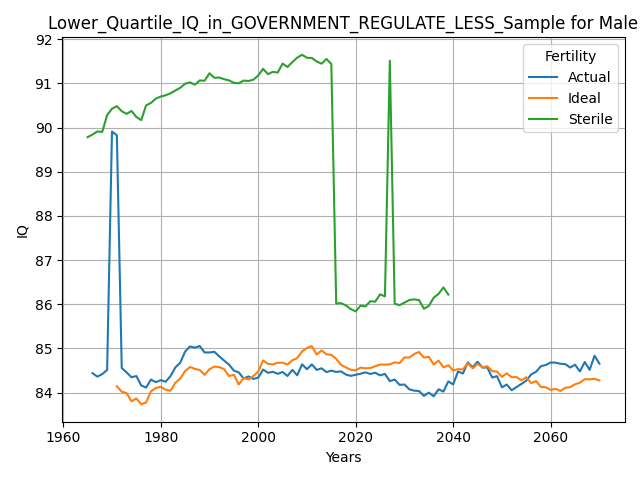 Lower_Quartile_IQ_in_GOVERNMENT_REGULATE_LESS_Sample for Male
92
91
90
89
88
87
86
85
84
IQ
1960
1980
2000
2020
2040
2060
Years
Fertility
Actual
Ideal
Sterile